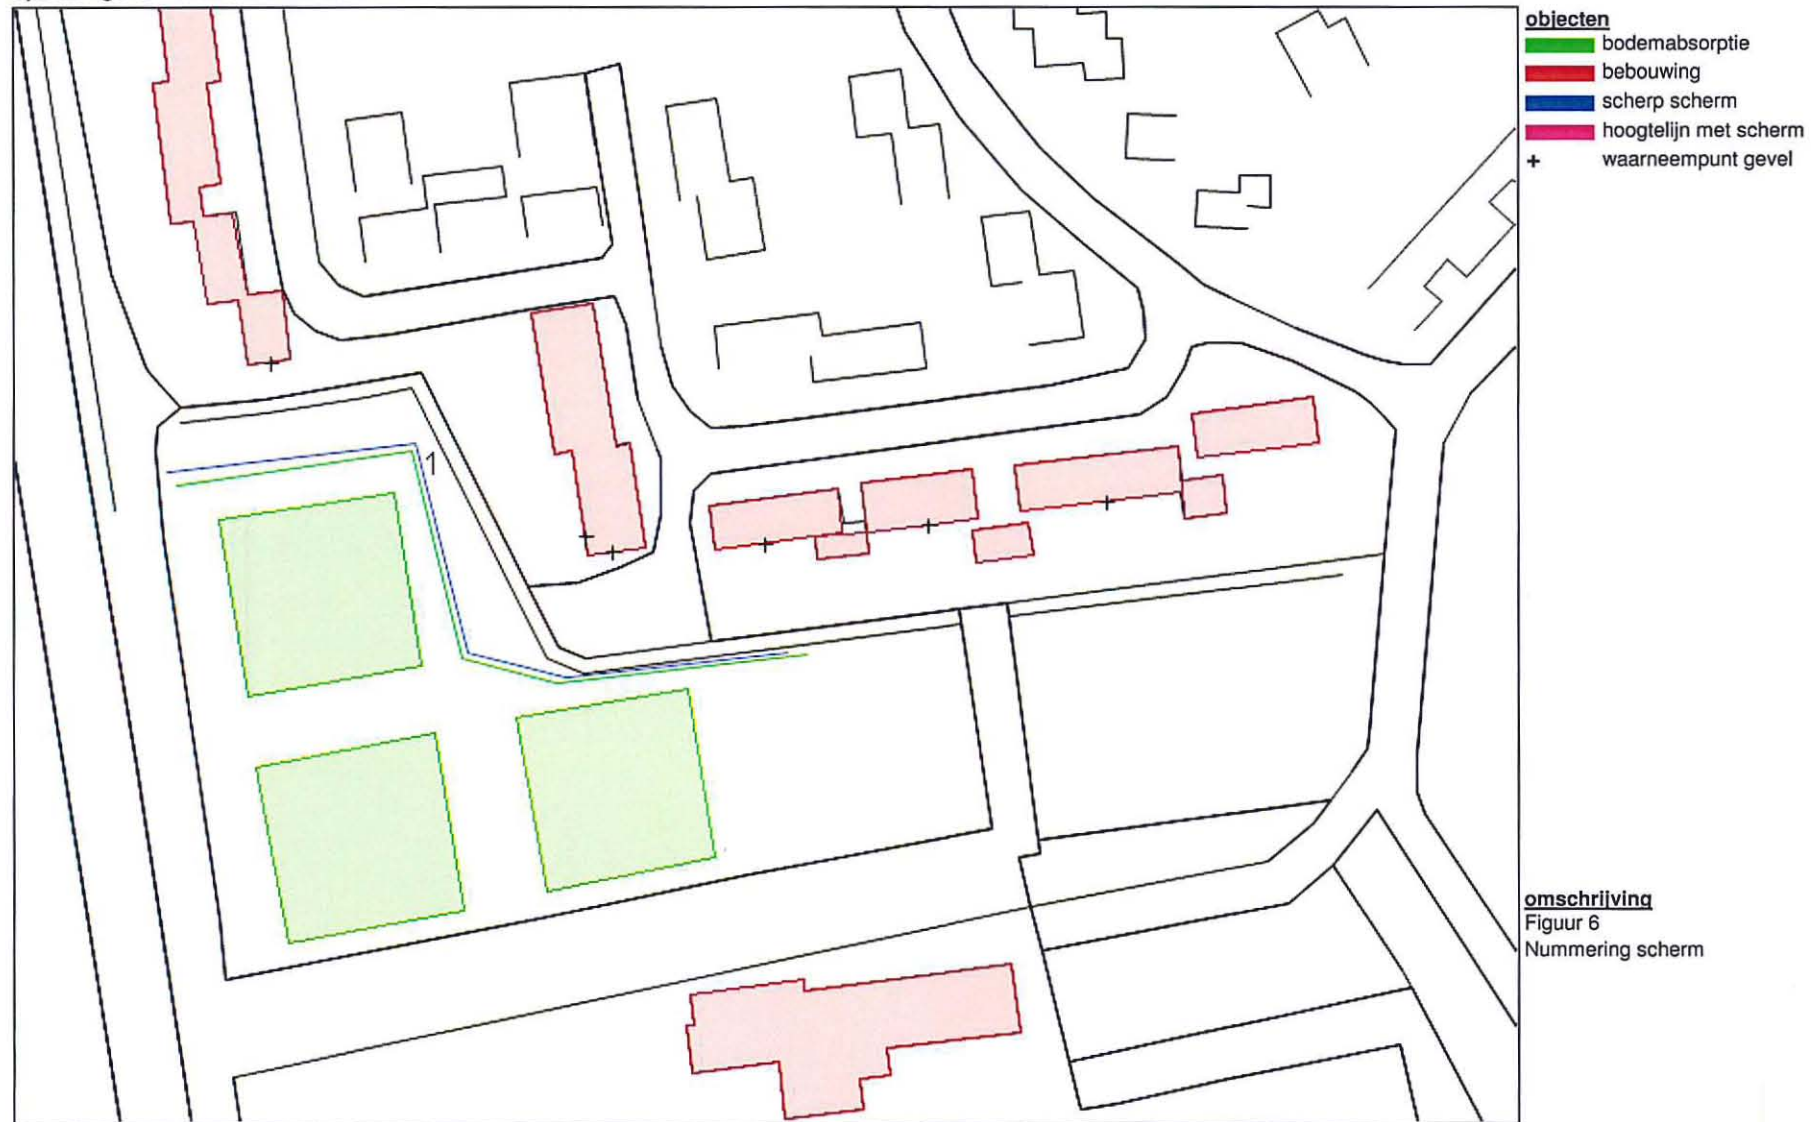 1
objecten
bodemabsorptie
bebouwing
scherp scherm
hoogtelijn met scherm
+ waarneempunt gevel
omschrijving
Figuur 6
Nummering scherm